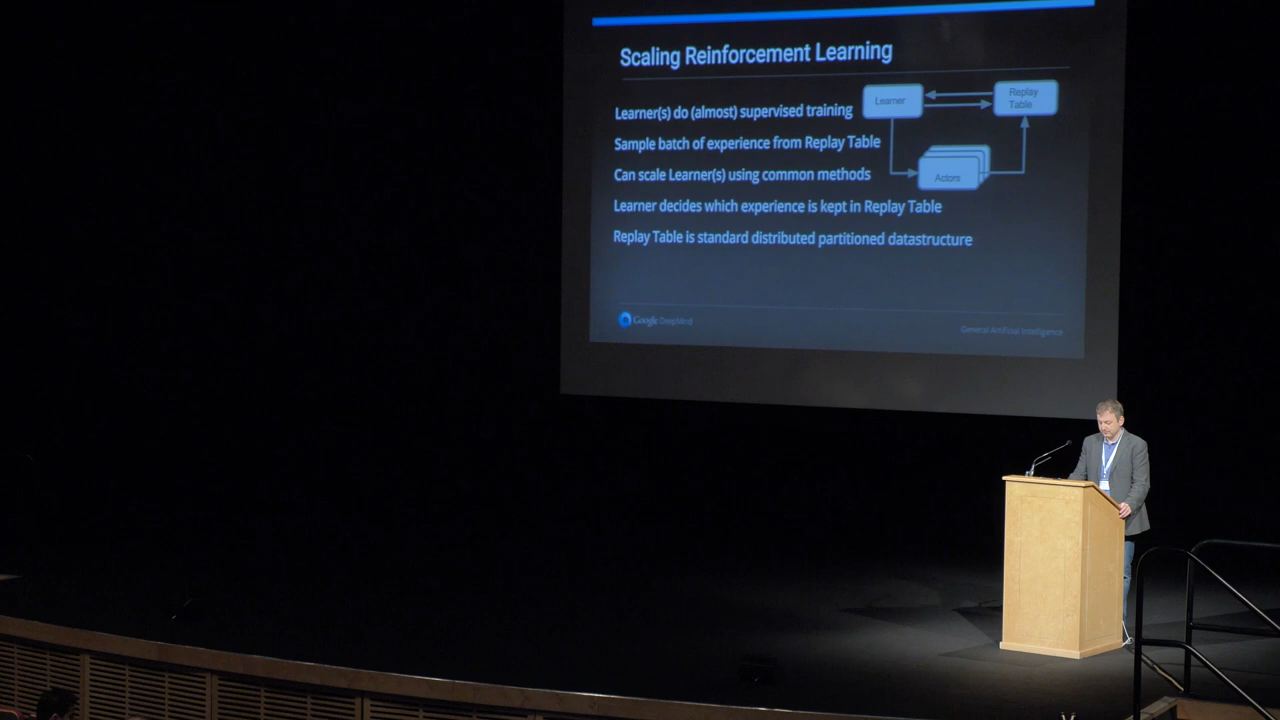 Scaling Reinforcement Learning
Learner(s) do (almost) supervised training
Sample batch of experience from Replay Table
Can scale Learner(s) using common methods
Learner decides which experience is kept in Replay Table
Replay Table is standard distributed partitioned datastructure
Learner
Replay
Table
Actors
Google DeepMind
General Artificial Intelligence